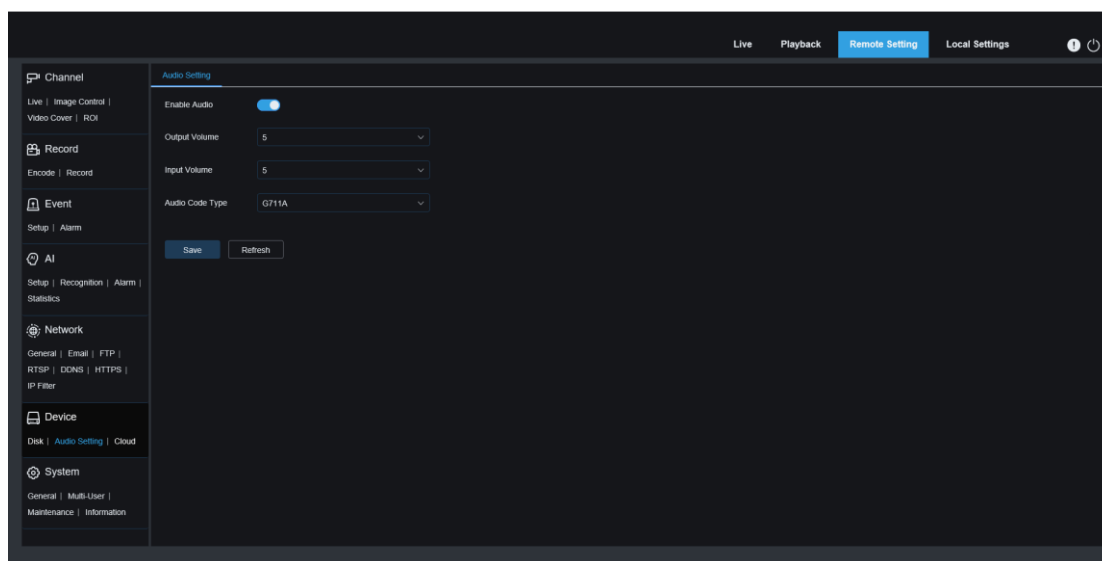 Live Playback Remote Setting Local Settings
Channel
Live | Image Control |
Video Cover | ROI
Record
Encode | Record
Event
Setup | Alarm
AI
Setup | Recognition | Alarm |
Statistics
Network
General | Email | FTP |
RTSP | DDNS | HTTPS |
IP Filter
Device
Disk | Audio Setting | Cloud
System
General | Multi-User |
Maintenance | Information
Audio Setting
Enable Audio
Output Volume 5
Input Volume 5
Audio Code Type G711A
Save Refresh